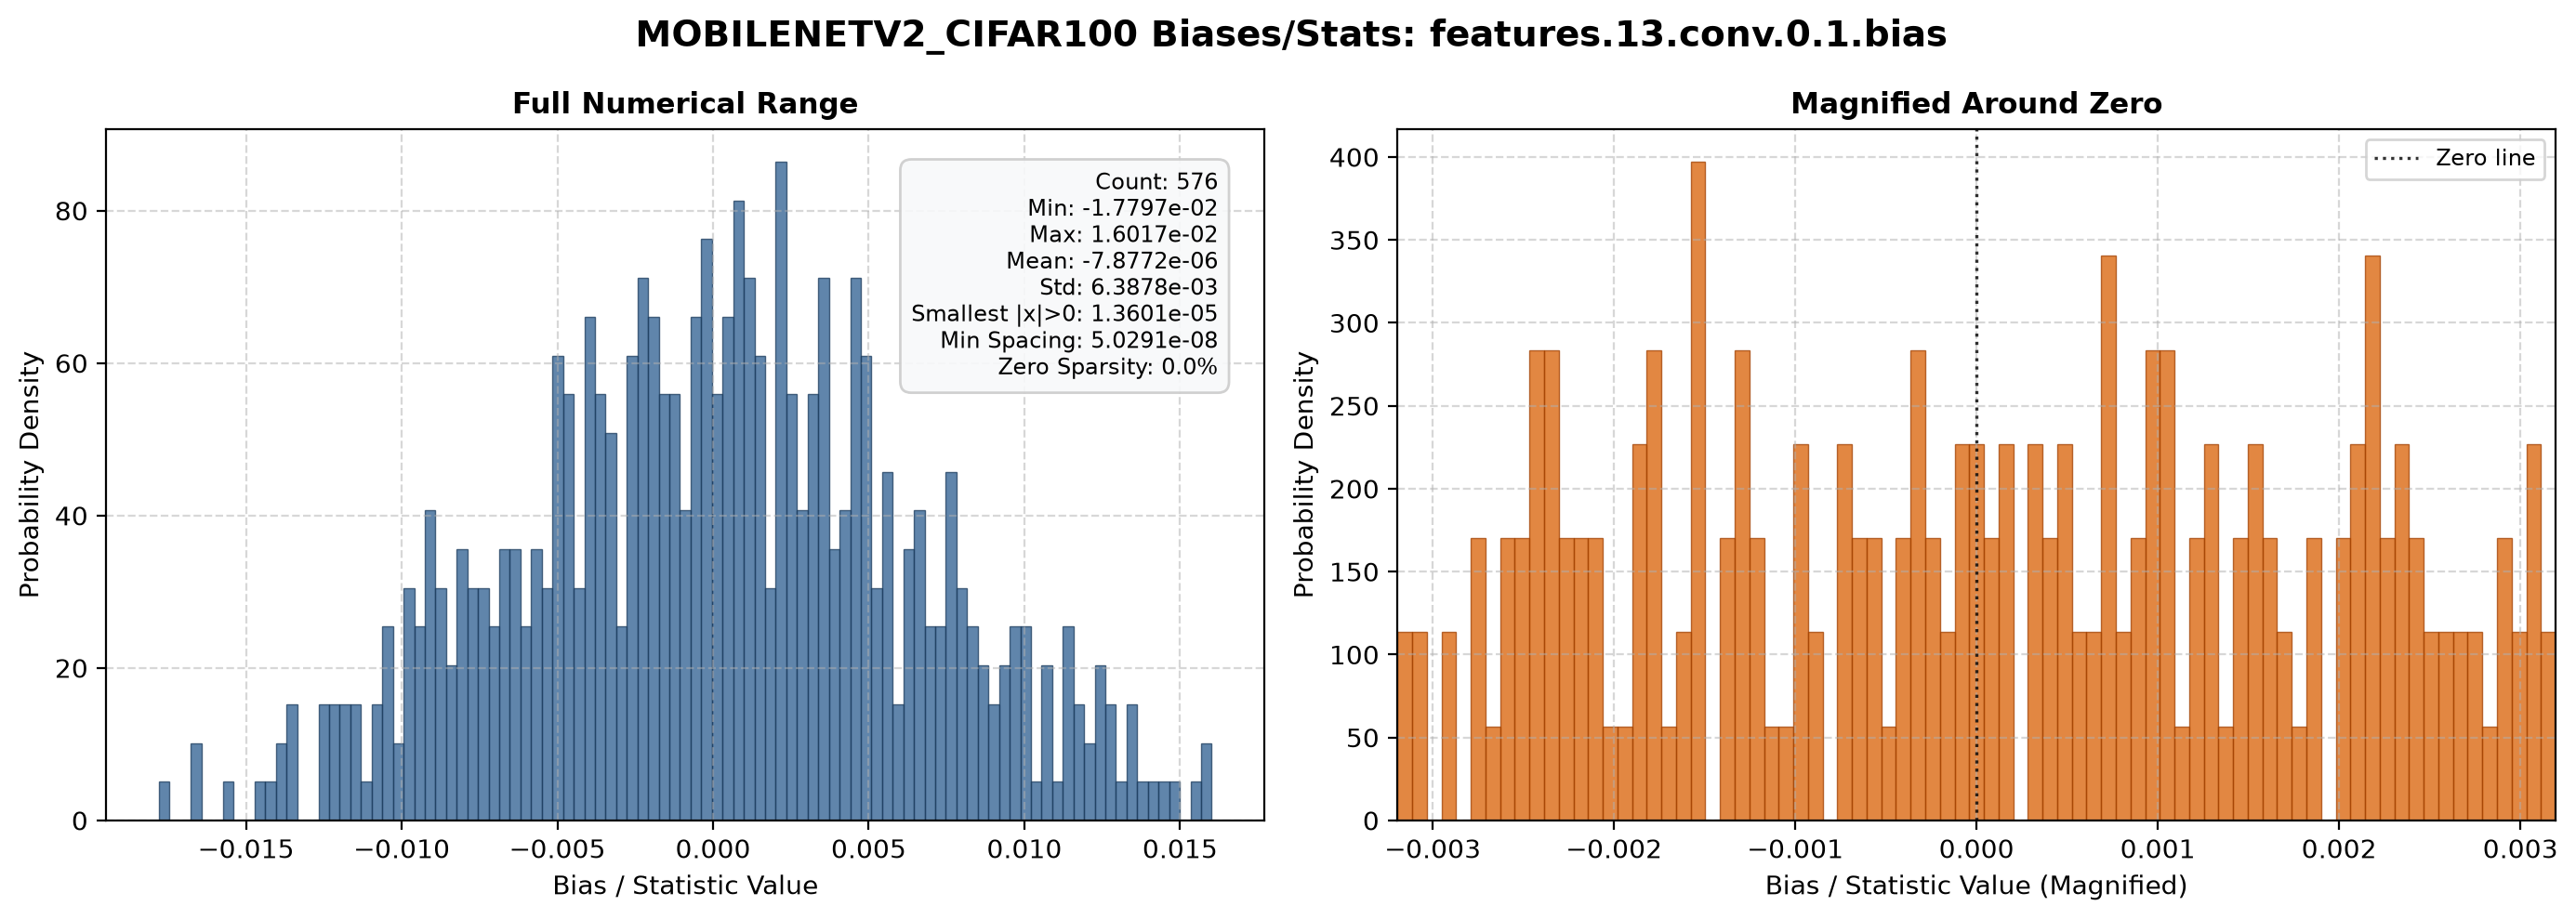 MOBILENETV2_CIFAR100 Biases/Stats: features.13.conv.0.1.bias
Full Numerical Range
Probability Density
80
60
40
20
0
−0.015 −0.010 −0.005 0.000 0.005 0.010 0.015
Bias / Statistic Value
Count: 576
Min: -1.7797e-02
Max: 1.6017e-02
Mean: -7.8772e-06
Std: 6.3878e-03
Smallest |x|>0: 1.3601e-05
Min Spacing: 5.0291e-08
Zero Sparsity: 0.0%
Magnified Around Zero
Probability Density
400
350
300
250
200
150
100
50
0
−0.003 −0.002 −0.001 0.000 0.001 0.002 0.003
Bias / Statistic Value (Magnified)
Zero line